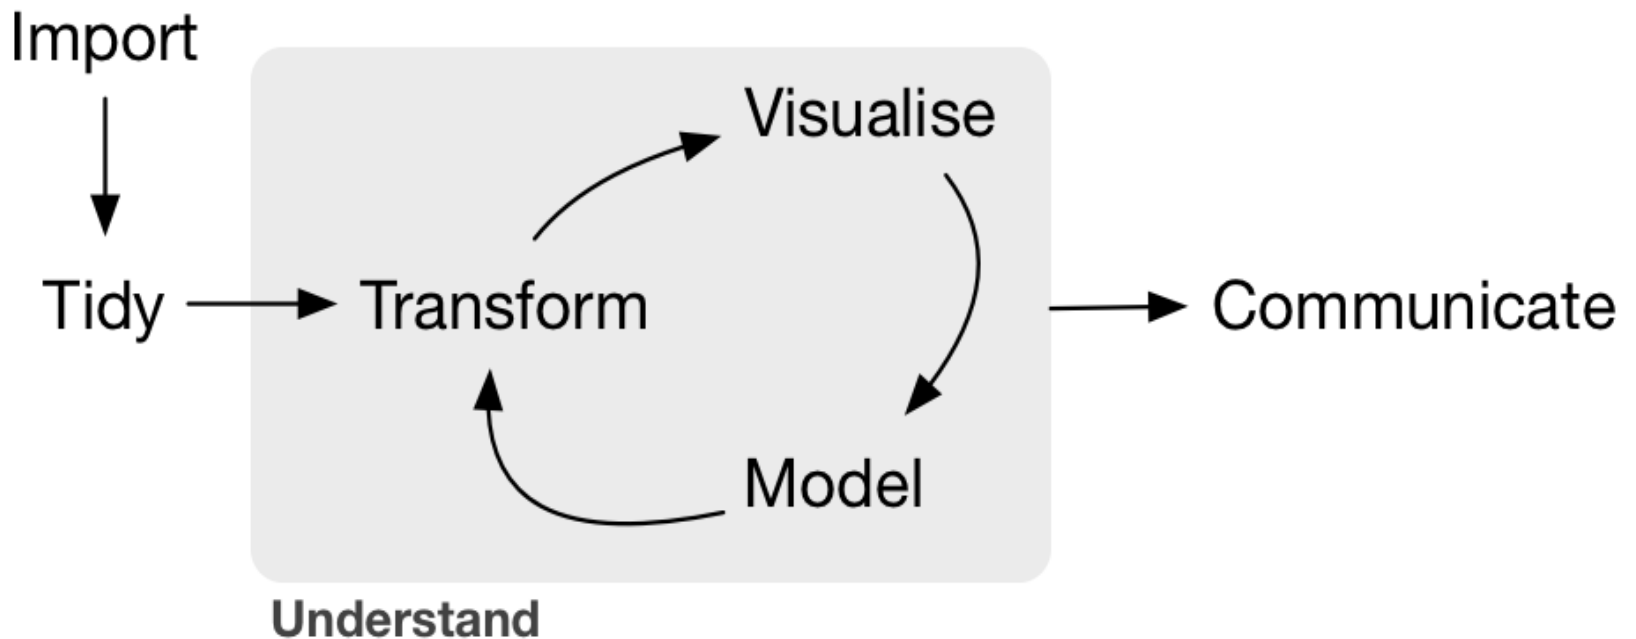 Import
Visualise
Tidy
Transform
Communicate
Model
Understand